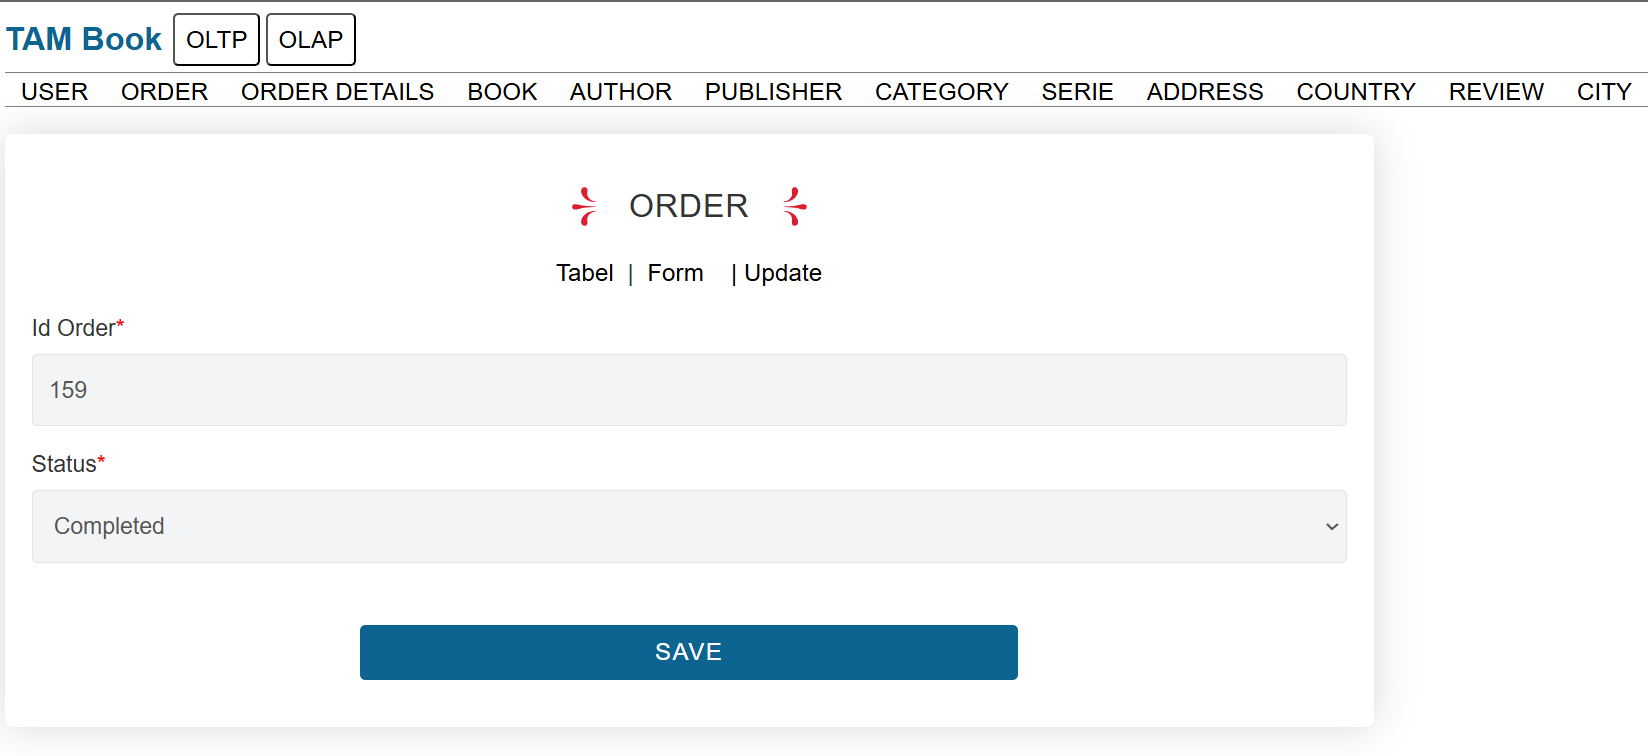 TAM Book OLTP OLAP
USER ORDER ORDER DETAILS BOOK AUTHOR PUBLISHER CATEGORY SERIE ADDRESS COUNTRY REVIEW CITY
ORDER
Tabel | Form | Update
Id Order*
159
Status*
Completed
SAVE